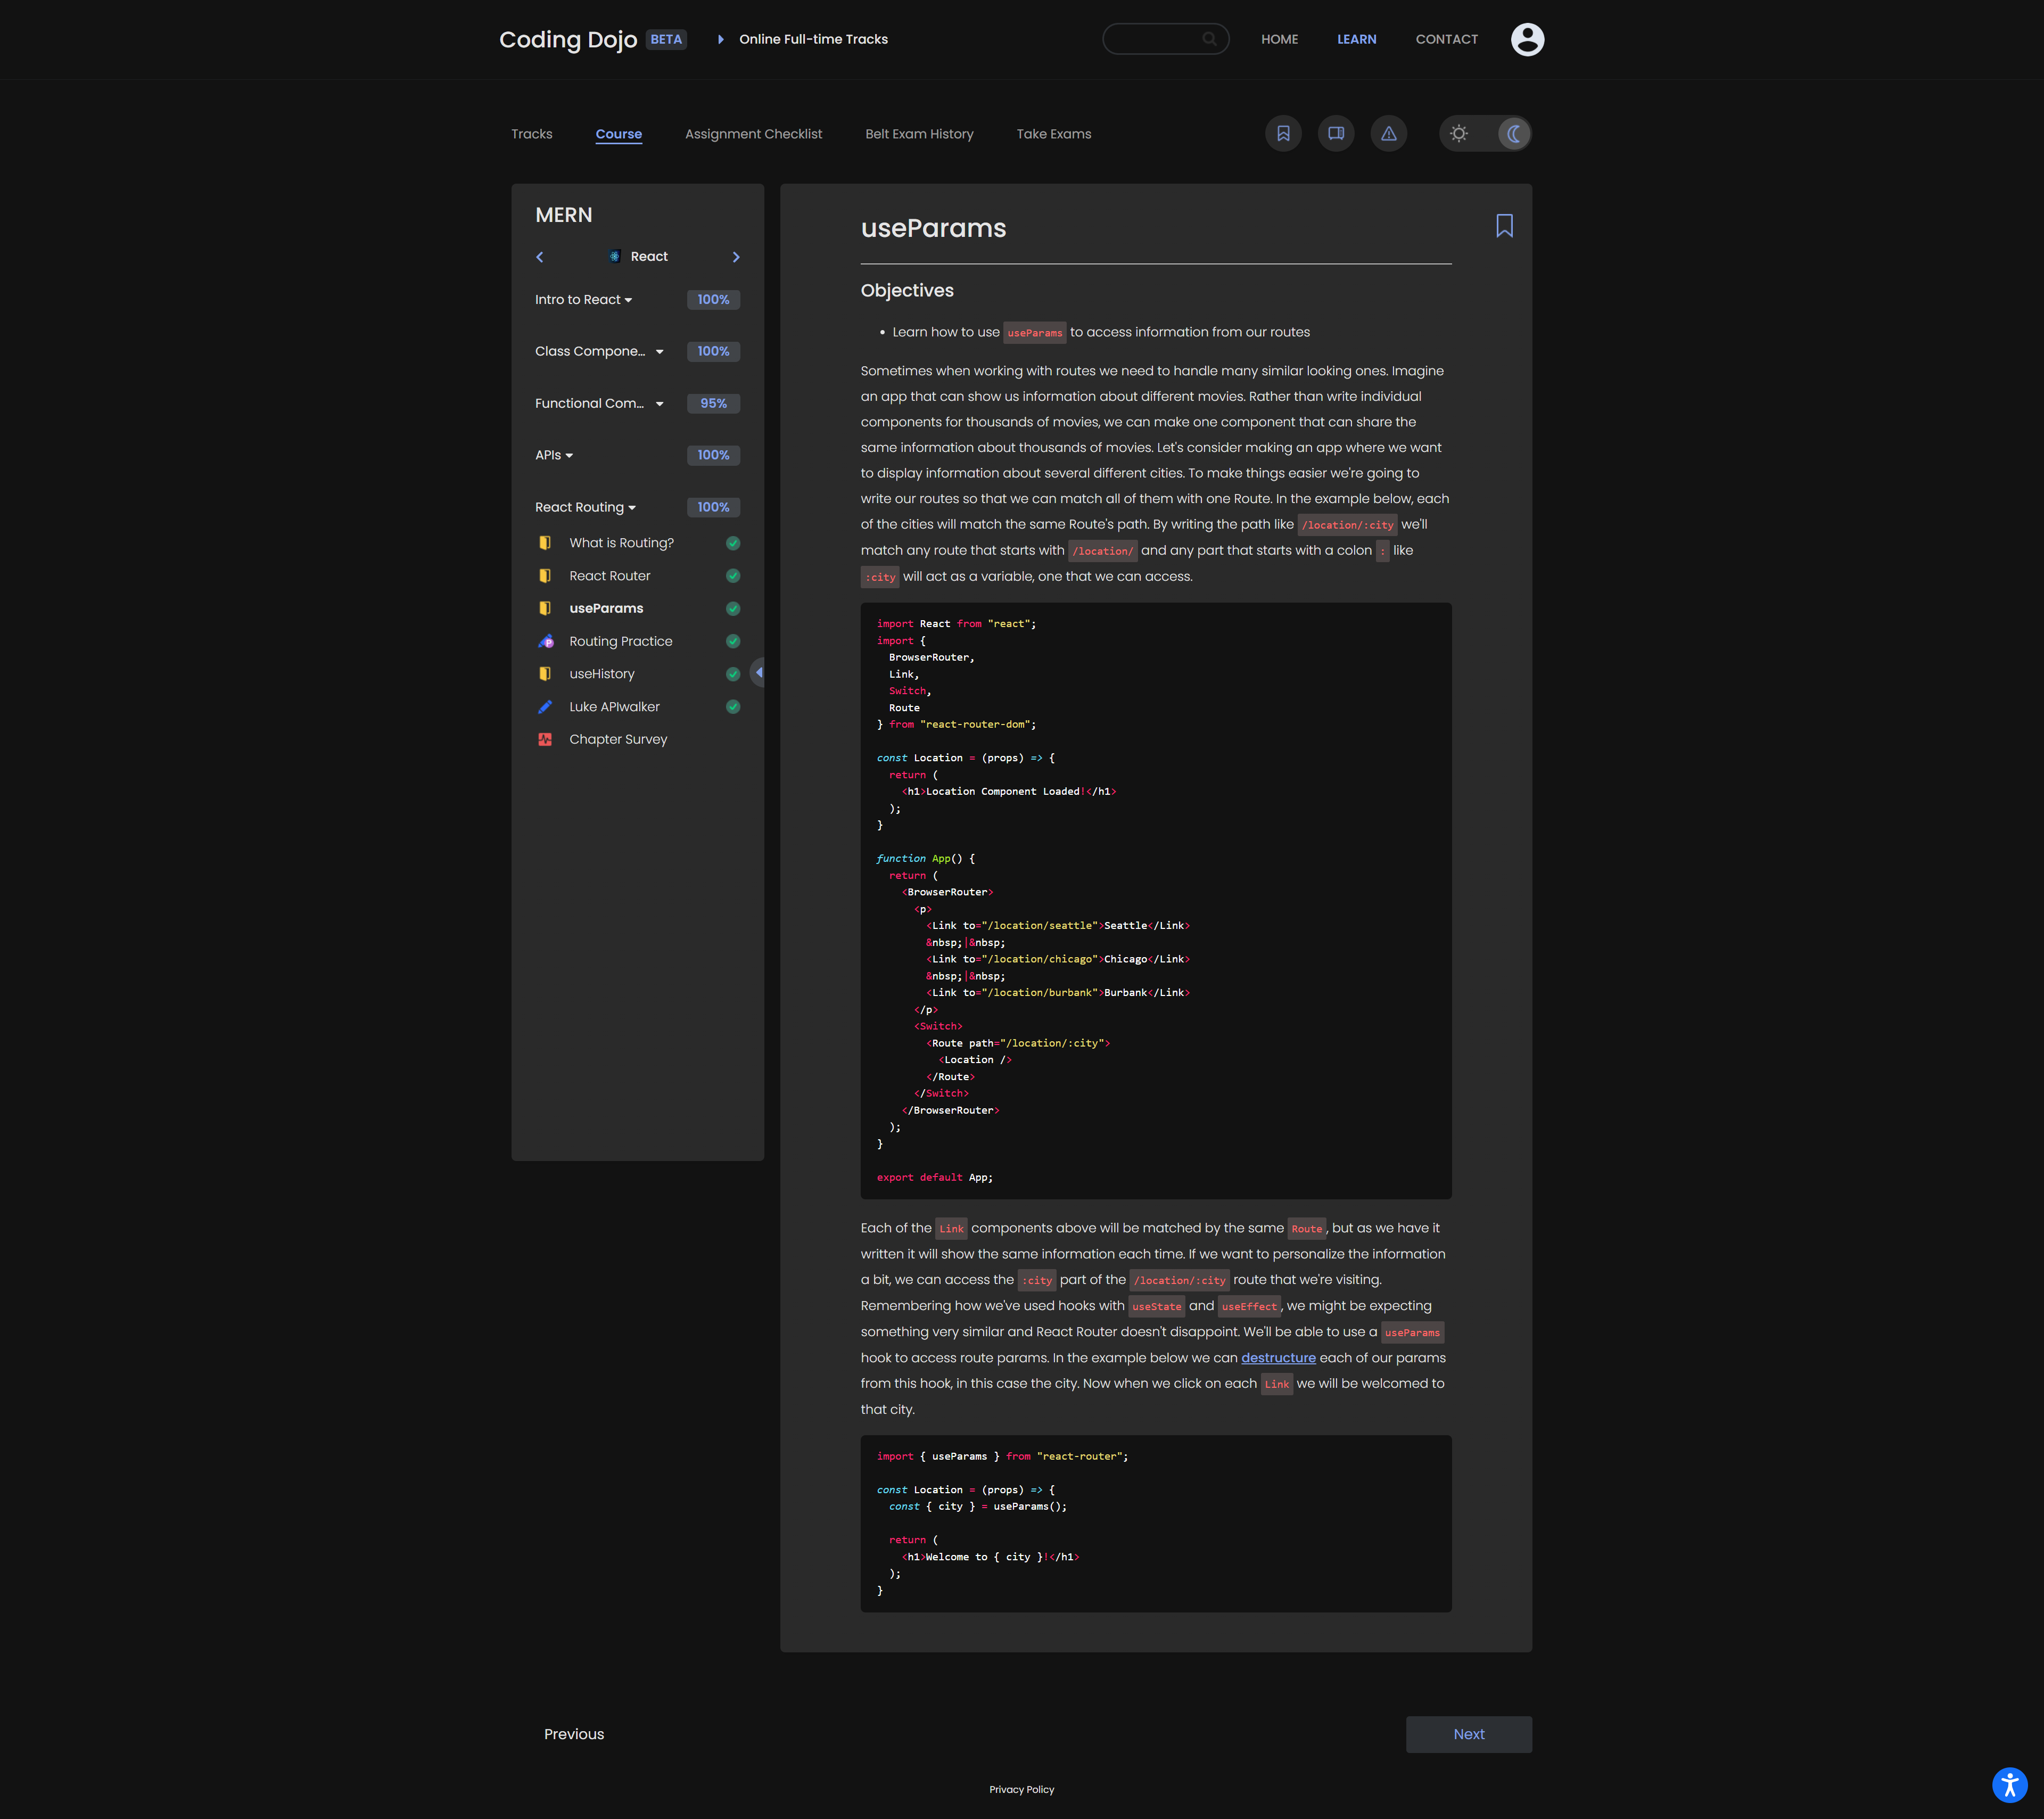 Coding Dojo BETA Online Full-time Tracks HOME LEARN CONTACT
Tracks Course Assignment Checklist Belt Exam History Take Exams
MERN
React
Intro to React 100%
Class Compone... 100%
Functional Com... 95%
APIs 100%
React Routing 100%
What is Routing?
React Router
useParams
Routing Practice
useHistory
Luke APIwalker
Chapter Survey
useParams
Objectives
• Learn how to use useParams to access information from our routes
Sometimes when working with routes we need to handle many similar looking ones. Imagine
an app that can show us information about different movies. Rather than write individual
components for thousands of movies, we can make one component that can share the
same information about thousands of movies. Let's consider making an app where we want
to display information about several different cities. To make things easier we're going to
write our routes so that we can match all of them with one Route. In the example below, each
of the cities will match the same Route's path. By writing the path like /location/:city we'll
match any route that starts with /location/ and any part that starts with a colon : like
:city will act as a variable, one that we can access.
import React from "react";
import {
  BrowserRouter,
  Link,
  Switch,
  Route
} from "react-router-dom";
const Location = (props) => {
  return (
    <h1>Location Component Loaded!</h1>
  );
}
function App() {
  return (
    <BrowserRouter>
      <p>
        <Link to="/location/seattle">Seattle</Link>
        &nbsp;|&nbsp;
        <Link to="/location/chicago">Chicago</Link>
        &nbsp;|&nbsp;
        <Link to="/location/burbank">Burbank</Link>
      </p>
      <Switch>
        <Route path="/location/:city">
          <Location />
        </Route>
      </Switch>
    </BrowserRouter>
  );
}
export default App;
Each of the Link components above will be matched by the same Route, but as we have it
written it will show the same information each time. If we want to personalize the information
a bit, we can access the :city part of the /location/:city route that we're visiting.
Remembering how we've used hooks with useState and useEffect, we might be expecting
something very similar and React Router doesn't disappoint. We'll be able to use a useParams
hook to access route params. In the example below we can destructure each of our params
from this hook, in this case the city. Now when we click on each Link we will be welcomed to
that city.
import { useParams } from "react-router";
const Location = (props) => {
  const { city } = useParams();
  return (
    <h1>Welcome to { city }!</h1>
  );
}
Previous Next
Privacy Policy